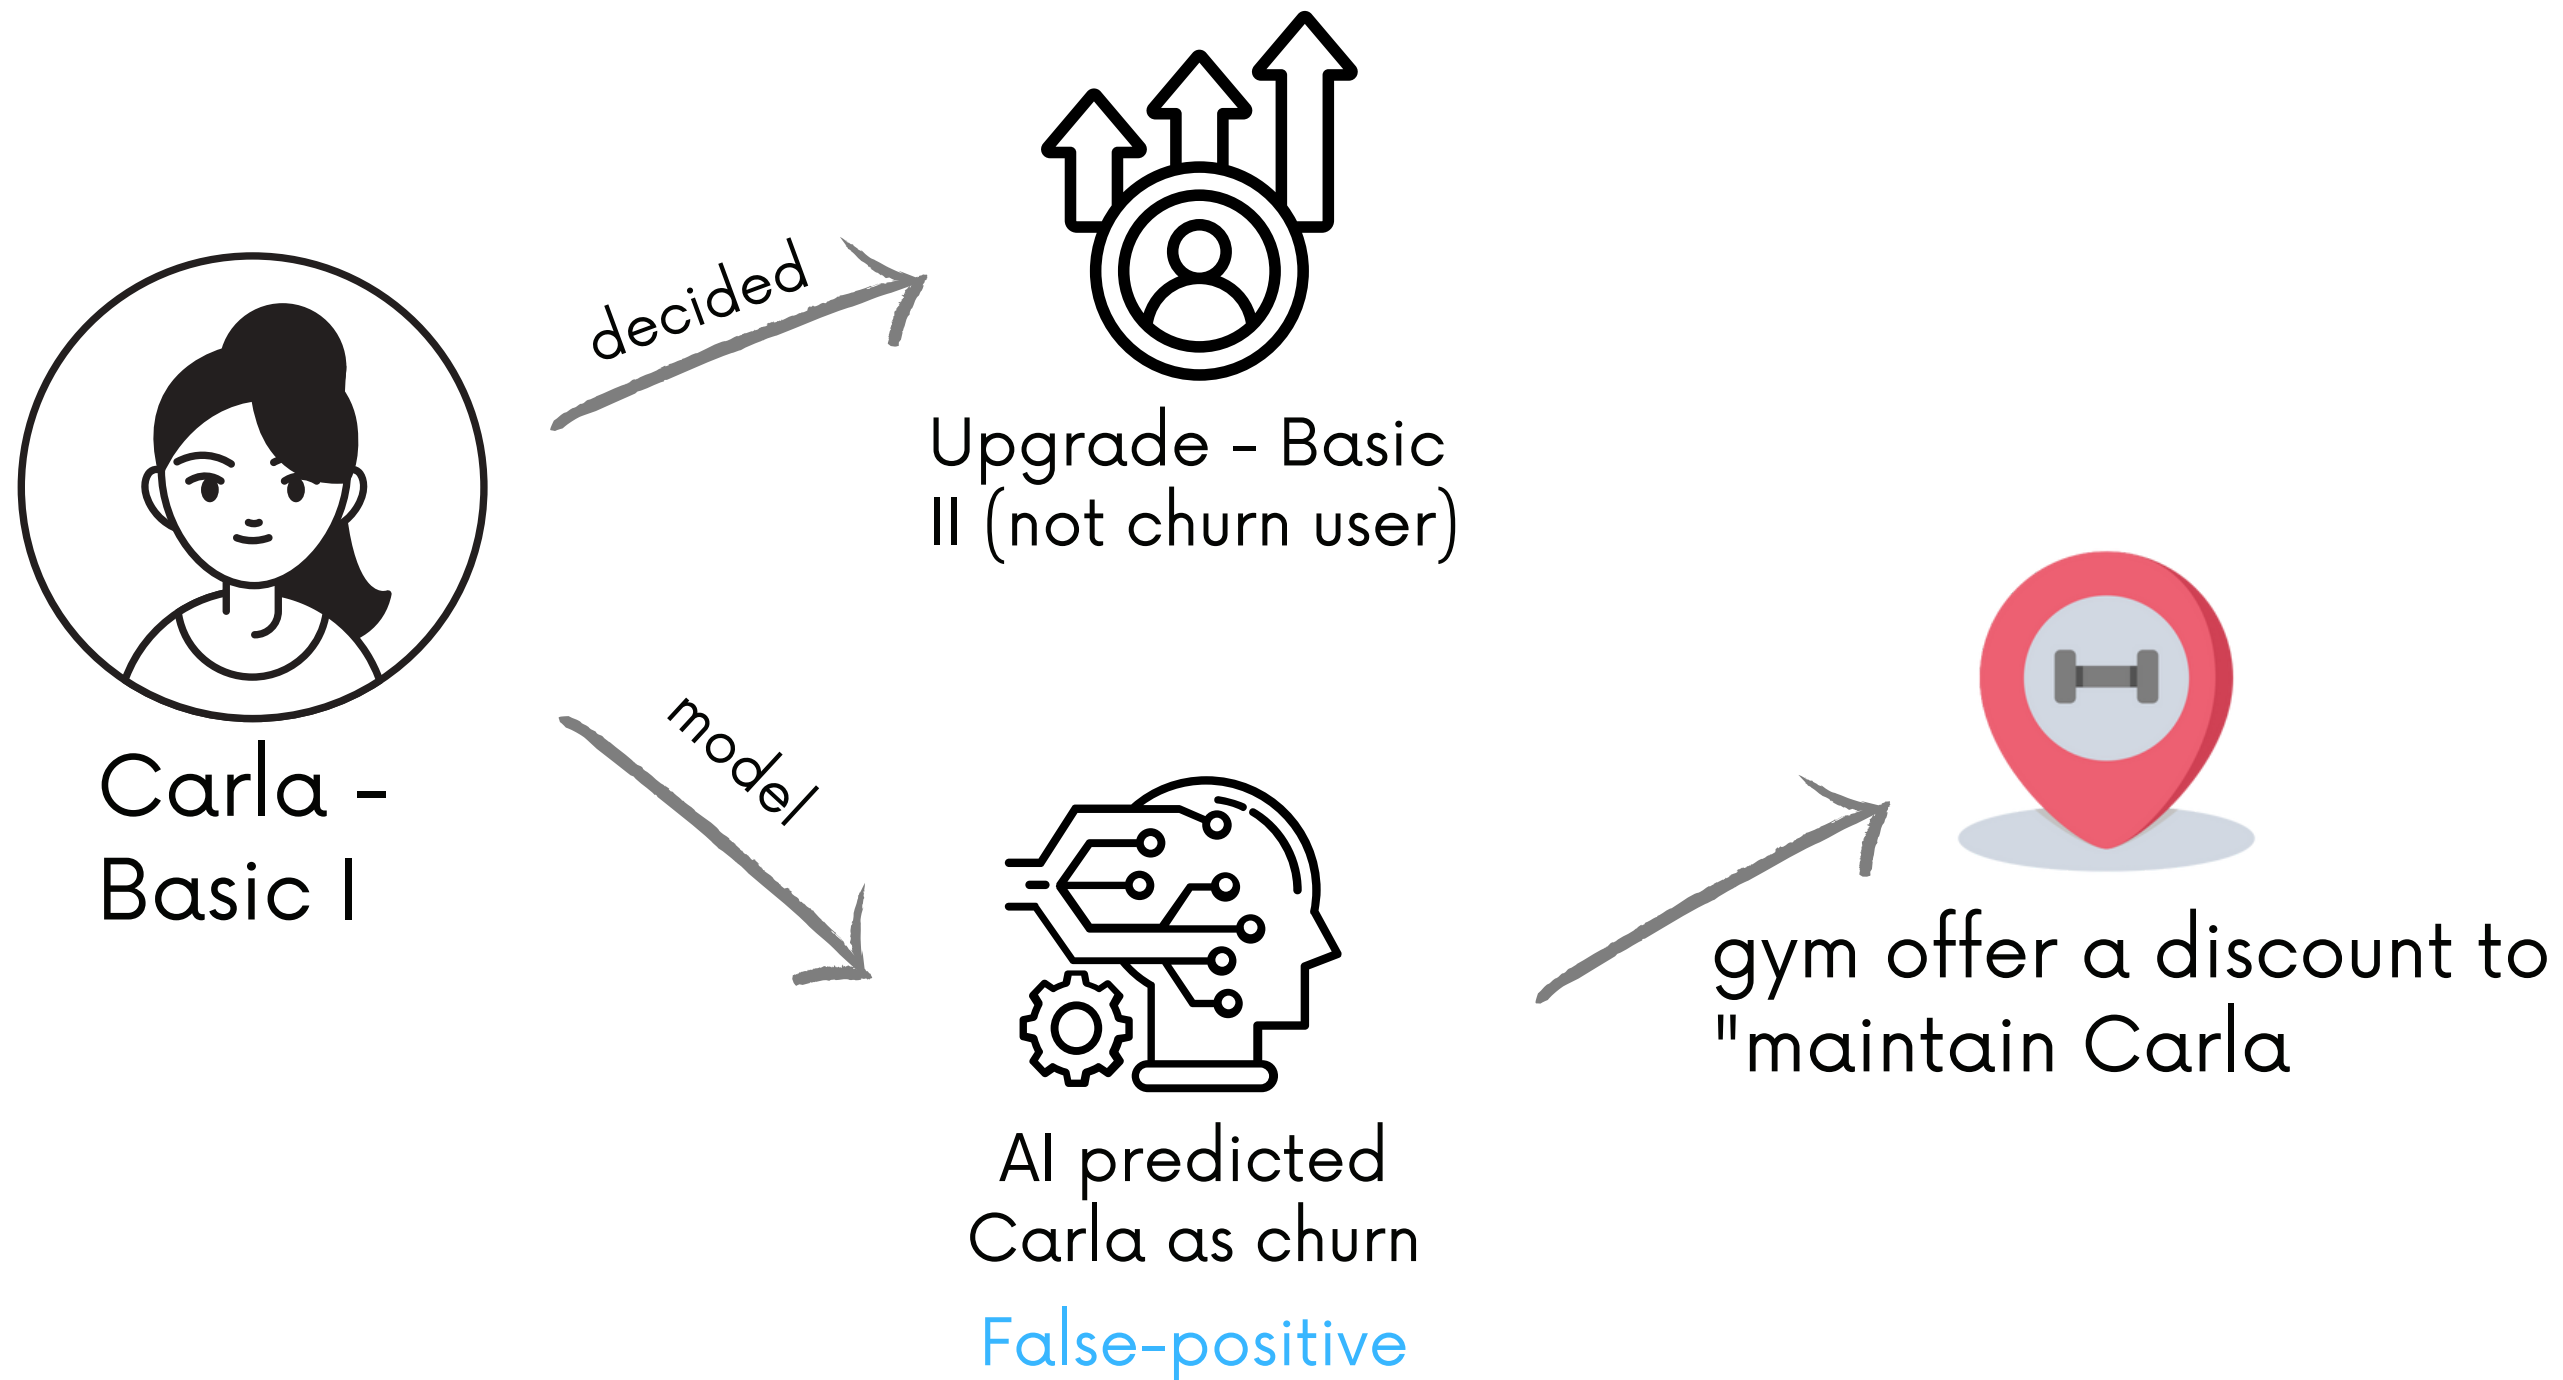 decided
Upgrade - Basic
II (not churn user)
Carla -
Basic I
model
gym offer a discount to
"maintain Carla
AI predicted
Carla as churn
False-positive